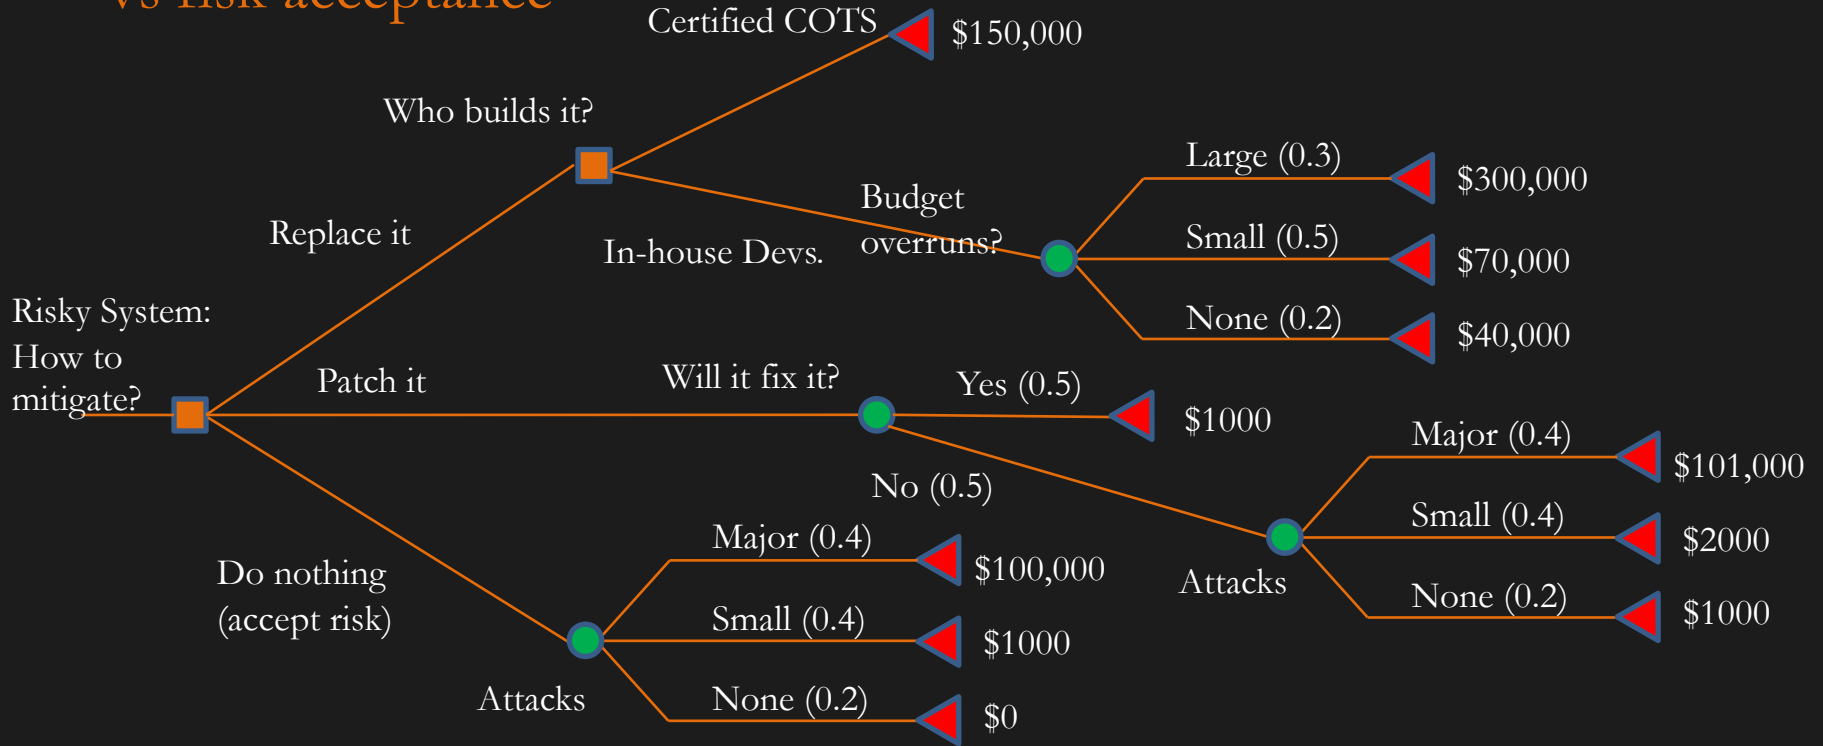 vs risk acceptance
Certified COTS
$150,000
Who builds it?
Large (0.3)
$300,000
Budget
overruns?
Replace it
In-house Devs.
Small (0.5)
$70,000
None (0.2)
$40,000
Risky System:
How to
mitigate?
Patch it
Will it fix it?
Yes (0.5)
$1000
No (0.5)
Major (0.4)
$101,000
Small (0.4)
$2000
Attacks
None (0.2)
$1000
Do nothing
(accept risk)
Major (0.4)
$100,000
Small (0.4)
$1000
Attacks
None (0.2)
$0